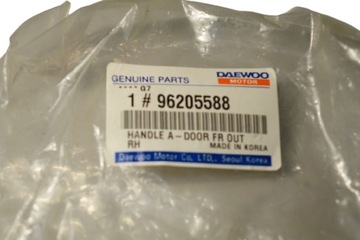 GENUINE PARTS DAEWOO
MOTOR
**** G7
1 # 96205588
HANDLE A-DOOR FR OUT
RH MADE IN KOREA
Daewoo Motor Co, LTD., Seoul Korea